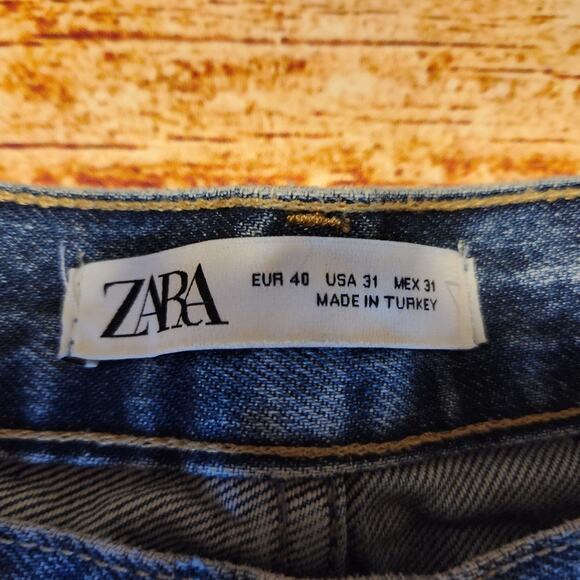 ZARA
EUR 40 USA 31 MEX 31
MADE IN TURKEY